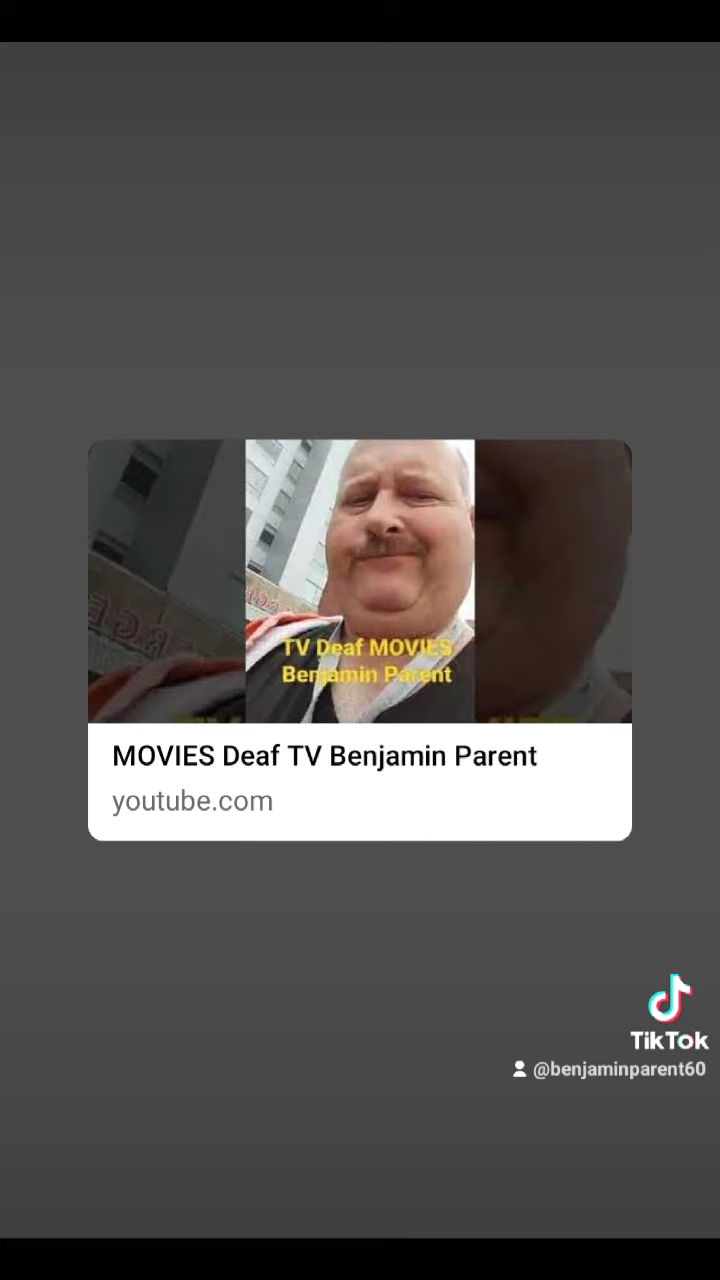 TV Deaf MOVIES
Benjamin Parent
MOVIES Deaf TV Benjamin Parent
youtube.com
TikTok
@benjaminparent60